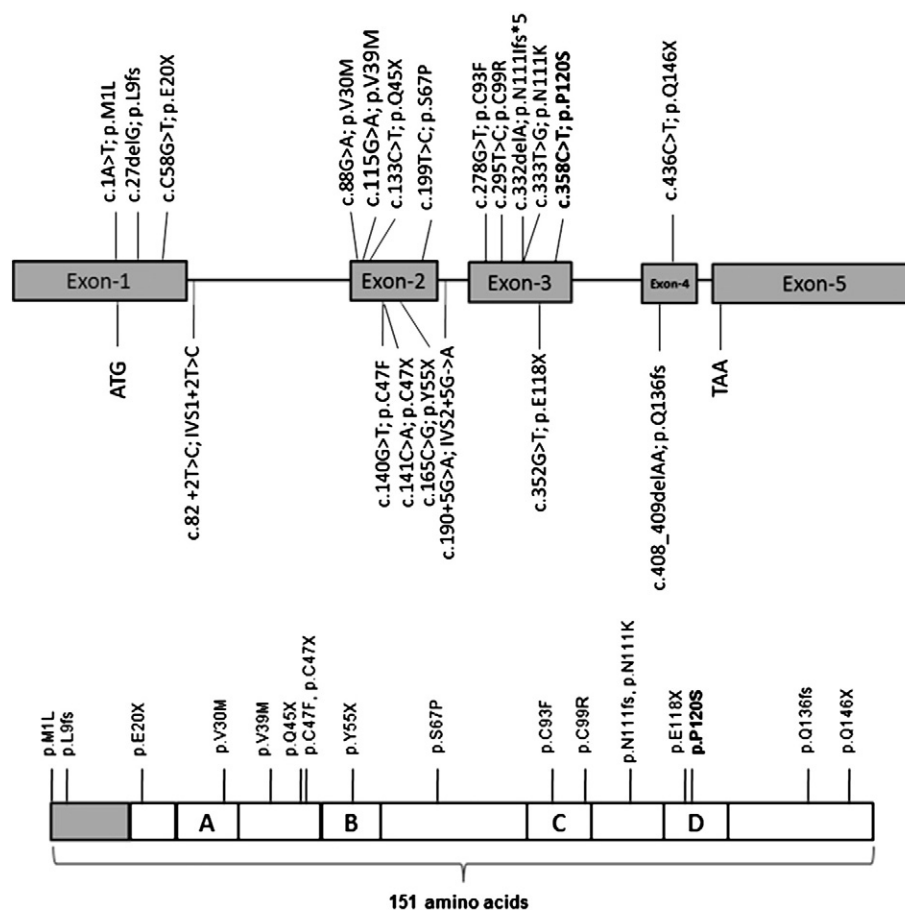 c.1A>T; p.M1L
c.27delG; p.L9fs
c.C58G>T; p.E20X
c.88G>A; p.V30M
c.115G>A; p.V39M
c.133C>T; p.Q45X
c.199T>C; p.S67P
c.278G>T; p.C93F
c.295T>C; p.C99R
c.332delA; p.N111Ifs*5
c.333T>G; p.N111K
c.358C>T; p.P120S
c.436C>T; p.Q146X
Exon-1
Exon-2
Exon-3
Exon-4
Exon-5
ATG
c.82 +2T>C; IVS1+2T>C
c.140G>T; p.C47F
c.141C>A; p.C47X
c.165C>G; p.Y55X
c.190+5G>A; IVS2+5G->A
c.352G>T; p.E118X
c.408_409delAA; p.Q136fs
TAA
p.M1L
p.L9fs
p.E20X
p.V30M
p.V39M
p.Q45X
p.C47F, p.C47X
p.Y55X
p.S67P
p.C93F
p.C99R
p.N111fs, p.N111K
p.E118X
p.P120S
p.Q136fs
p.Q146X
A
B
C
D
151 amino acids